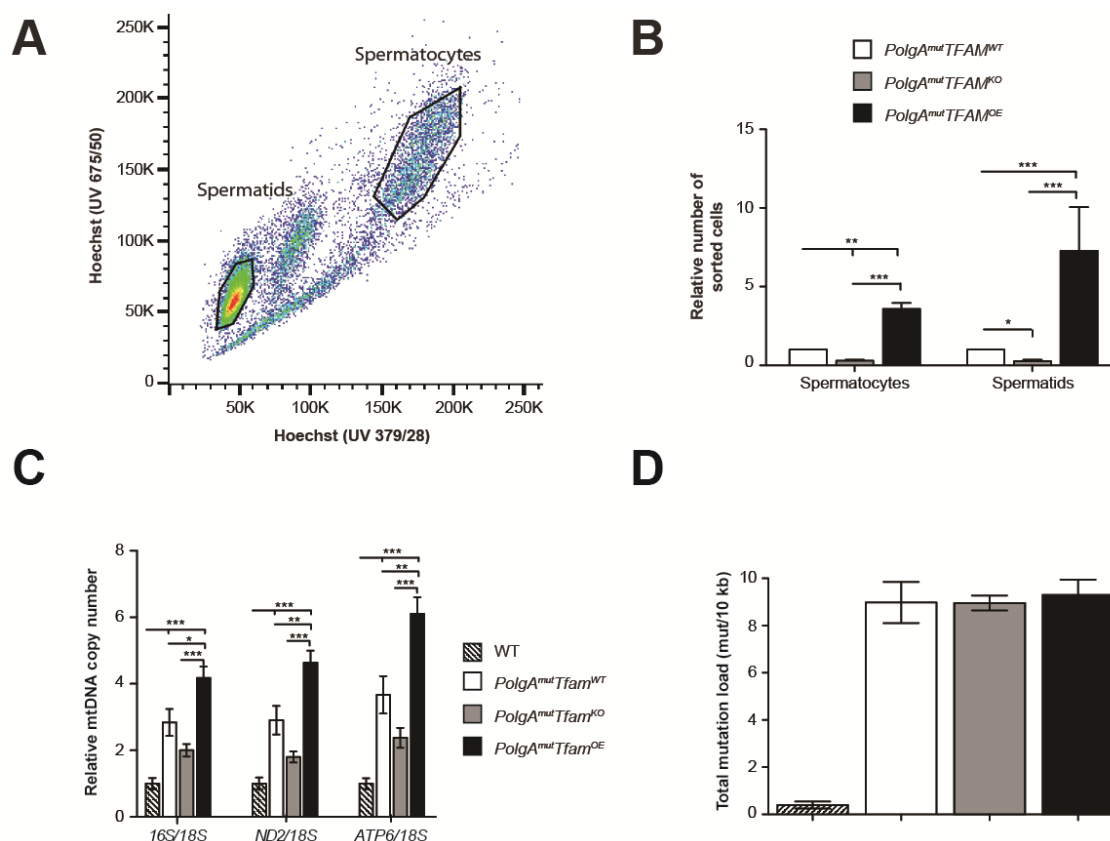 A
Hoechst (UV 675/50)
250K
200K
150K
100K
50K
0
Spermatocytes
Spermatids
50K
100K
150K
200K
250K
Hoechst (UV 379/28)
B
PolgA^mut TFAM^WT
PolgA^mut TFAM^KO
PolgA^mut TFAM^OE
Relative number of
sorted cells
15
10
5
0
**
***
***
***
*
Spermatocytes
Spermatids
C
Relative mtDNA copy number
8
6
4
2
0
***
*
***
***
**
***
***
**
***
16S/18S
ND2/18S
ATP6/18S
WT
PolgA^mut Tfam^WT
PolgA^mut Tfam^KO
PolgA^mut Tfam^OE
D
Total mutation load (mut/10 kb)
10
8
6
4
2
0